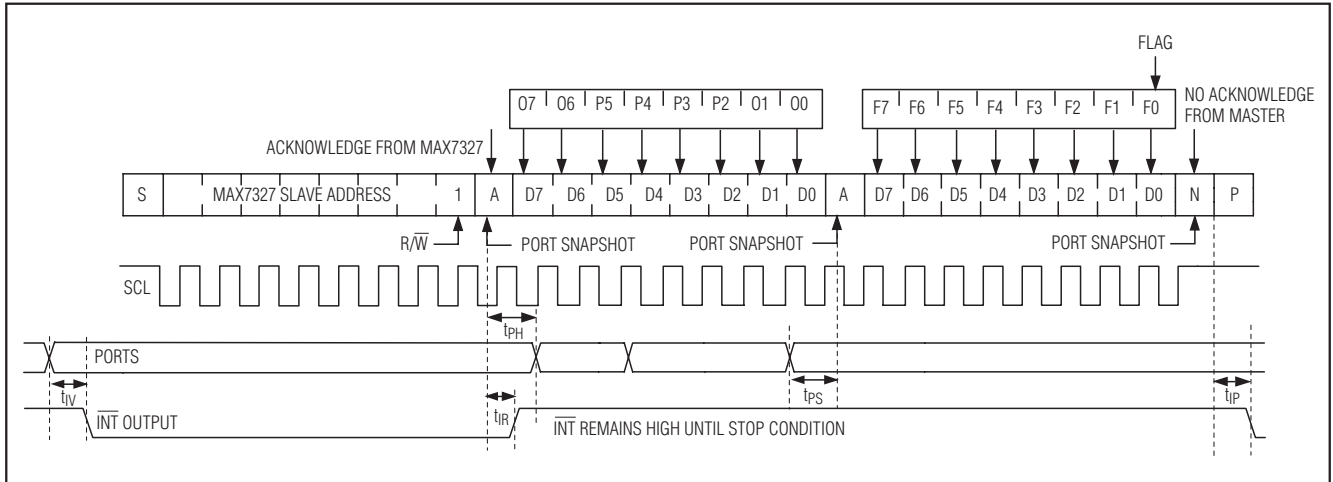 FLAG
O7 O6 P5 P4 P3 P2 O1 O0
F7 F6 F5 F4 F3 F2 F1 F0
NO ACKNOWLEDGE
FROM MASTER
ACKNOWLEDGE FROM MAX7327
S MAX7327 SLAVE ADDRESS 1 A D7 D6 D5 D4 D3 D2 D1 D0 A D7 D6 D5 D4 D3 D2 D1 D0 N P
R/W̅ PORT SNAPSHOT PORT SNAPSHOT PORT SNAPSHOT
SCL
tPH
PORTS
tIV tIR tPS tIP
I̅N̅T̅ OUTPUT I̅N̅T̅ REMAINS HIGH UNTIL STOP CONDITION